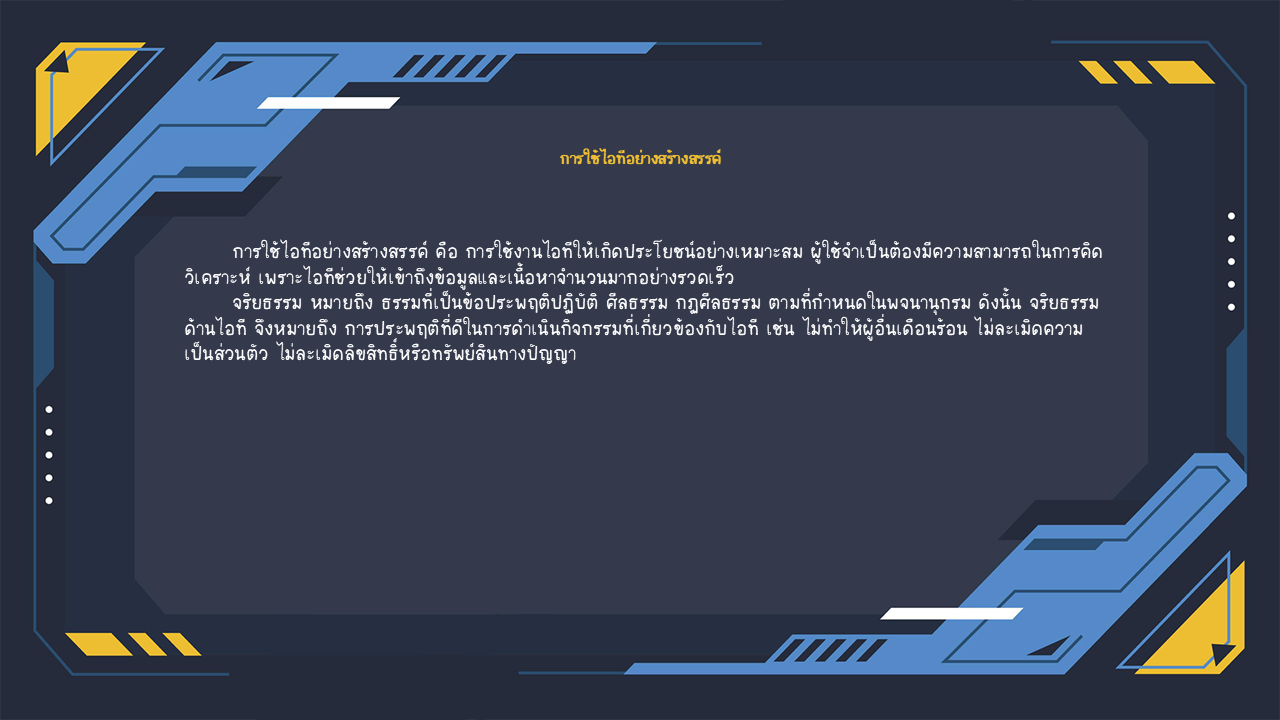 การใช้ไอทีอย่างสร้างสรรค์
การใช้ไอทีอย่างสร้างสรรค์ คือ การใช้งานไอทีให้เกิดประโยชน์อย่างเหมาะสม ผู้ใช้จำเป็นต้องมีความสามารถในการคิด
วิเคราะห์ เพราะไอทีช่วยให้เข้าถึงข้อมูลและเนื้อหาจำนวนมากอย่างรวดเร็ว
จริยธรรม หมายถึง ธรรมที่เป็นข้อประพฤติปฏิบัติ ศีลธรรม กฎศีลธรรม ตามที่กำหนดในพจนานุกรม ดังนั้น จริยธรรม
ด้านไอที จึงหมายถึง การประพฤติที่ดีในการดำเนินกิจกรรมที่เกี่ยวข้องกับไอที เช่น ไม่ทำให้ผู้อื่นเดือนร้อน ไม่ละเมิดความ
เป็นส่วนตัว ไม่ละเมิดลิขสิทธิ์หรือทรัพย์สินทางปัญญา